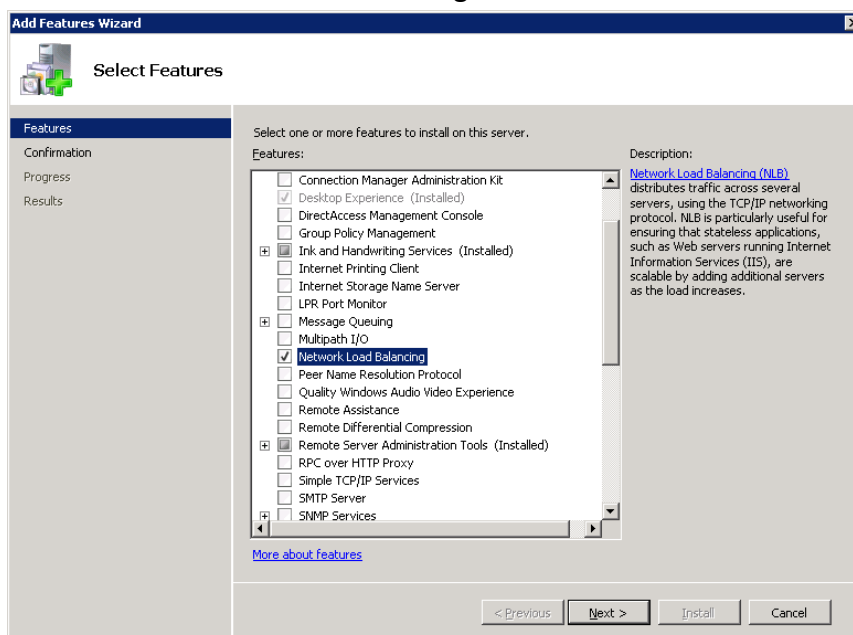 Add Features Wizard
Select Features
Features
Confirmation
Progress
Results
Select one or more features to install on this server.
Features:
Connection Manager Administration Kit
Desktop Experience (Installed)
DirectAccess Management Console
Group Policy Management
Ink and Handwriting Services (Installed)
Internet Printing Client
Internet Storage Name Server
LPR Port Monitor
Message Queuing
Multipath I/O
Network Load Balancing
Peer Name Resolution Protocol
Quality Windows Audio Video Experience
Remote Assistance
Remote Differential Compression
Remote Server Administration Tools (Installed)
RPC over HTTP Proxy
Simple TCP/IP Services
SMTP Server
SNMP Services
More about features
Description:
Network Load Balancing (NLB)
distributes traffic across several
servers, using the TCP/IP networking
protocol. NLB is particularly useful for
ensuring that stateless applications,
such as Web servers running Internet
Information Services (IIS), are
scalable by adding additional servers
as the load increases.
< Previous
Next >
Install
Cancel